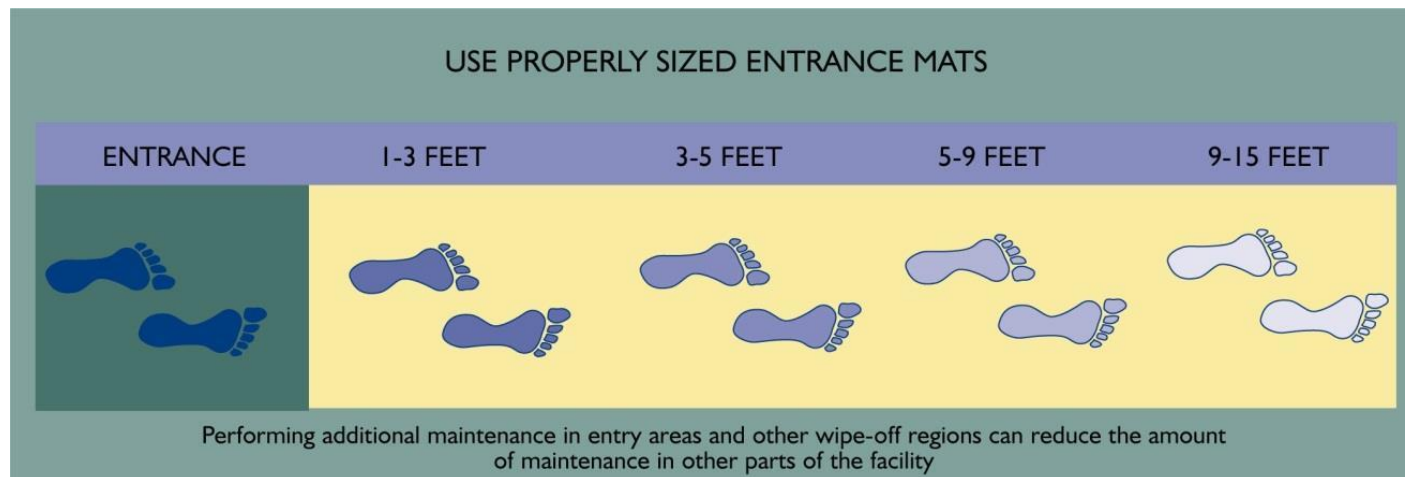 USE PROPERLY SIZED ENTRANCE MATS
ENTRANCE 1-3 FEET 3-5 FEET 5-9 FEET 9-15 FEET
Performing additional maintenance in entry areas and other wipe-off regions can reduce the amount
of maintenance in other parts of the facility